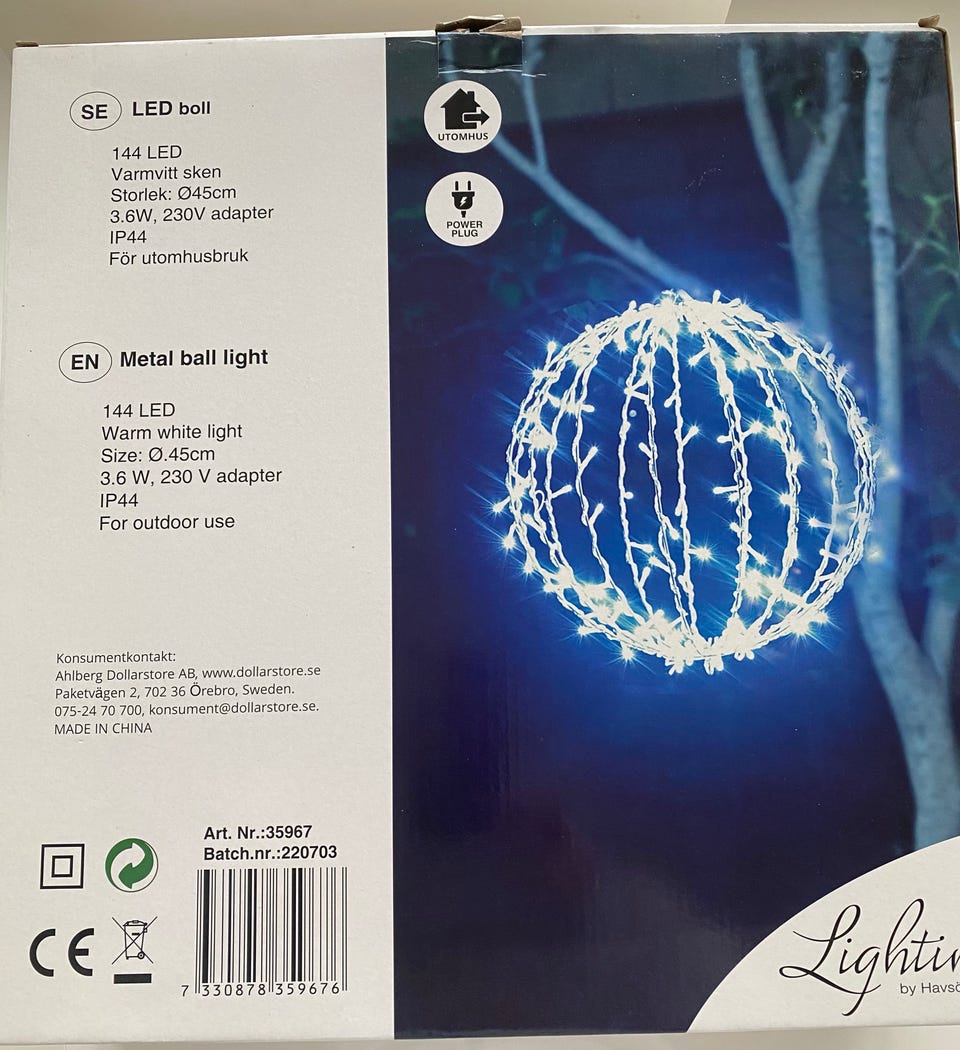 SE LED boll
144 LED
Varmvitt sken
Storlek: Ø45cm
3.6W, 230V adapter
IP44
För utomhusbruk
EN Metal ball light
144 LED
Warm white light
Size: Ø.45cm
3.6 W, 230 V adapter
IP44
For outdoor use
Konsumentkontakt:
Ahlberg Dollarstore AB, www.dollarstore.se
Paketvägen 2, 702 36 Örebro, Sweden.
075-24 70 700, konsument@dollarstore.se.
MADE IN CHINA
Art. Nr.:35967
Batch.nr.:220703
CE
7 330878 359676
UTOMHUS
POWER
PLUG
by